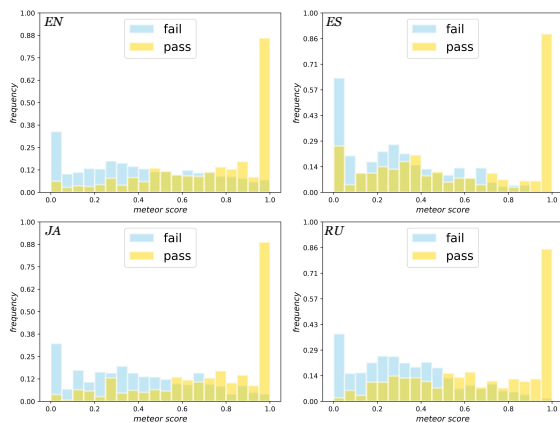 EN
fail
pass
frequency
1.00
0.88
0.75
0.62
0.50
0.38
0.25
0.12
0.00
0.0 0.2 0.4 0.6 0.8 1.0
meteor score
ES
fail
pass
frequency
1.00
0.86
0.71
0.57
0.43
0.29
0.14
0.00
0.0 0.2 0.4 0.6 0.8 1.0
meteor score
JA
fail
pass
frequency
1.00
0.88
0.75
0.62
0.50
0.38
0.25
0.12
0.00
0.0 0.2 0.4 0.6 0.8 1.0
meteor score
RU
fail
pass
frequency
1.00
0.86
0.71
0.57
0.43
0.29
0.14
0.00
0.0 0.2 0.4 0.6 0.8 1.0
meteor score